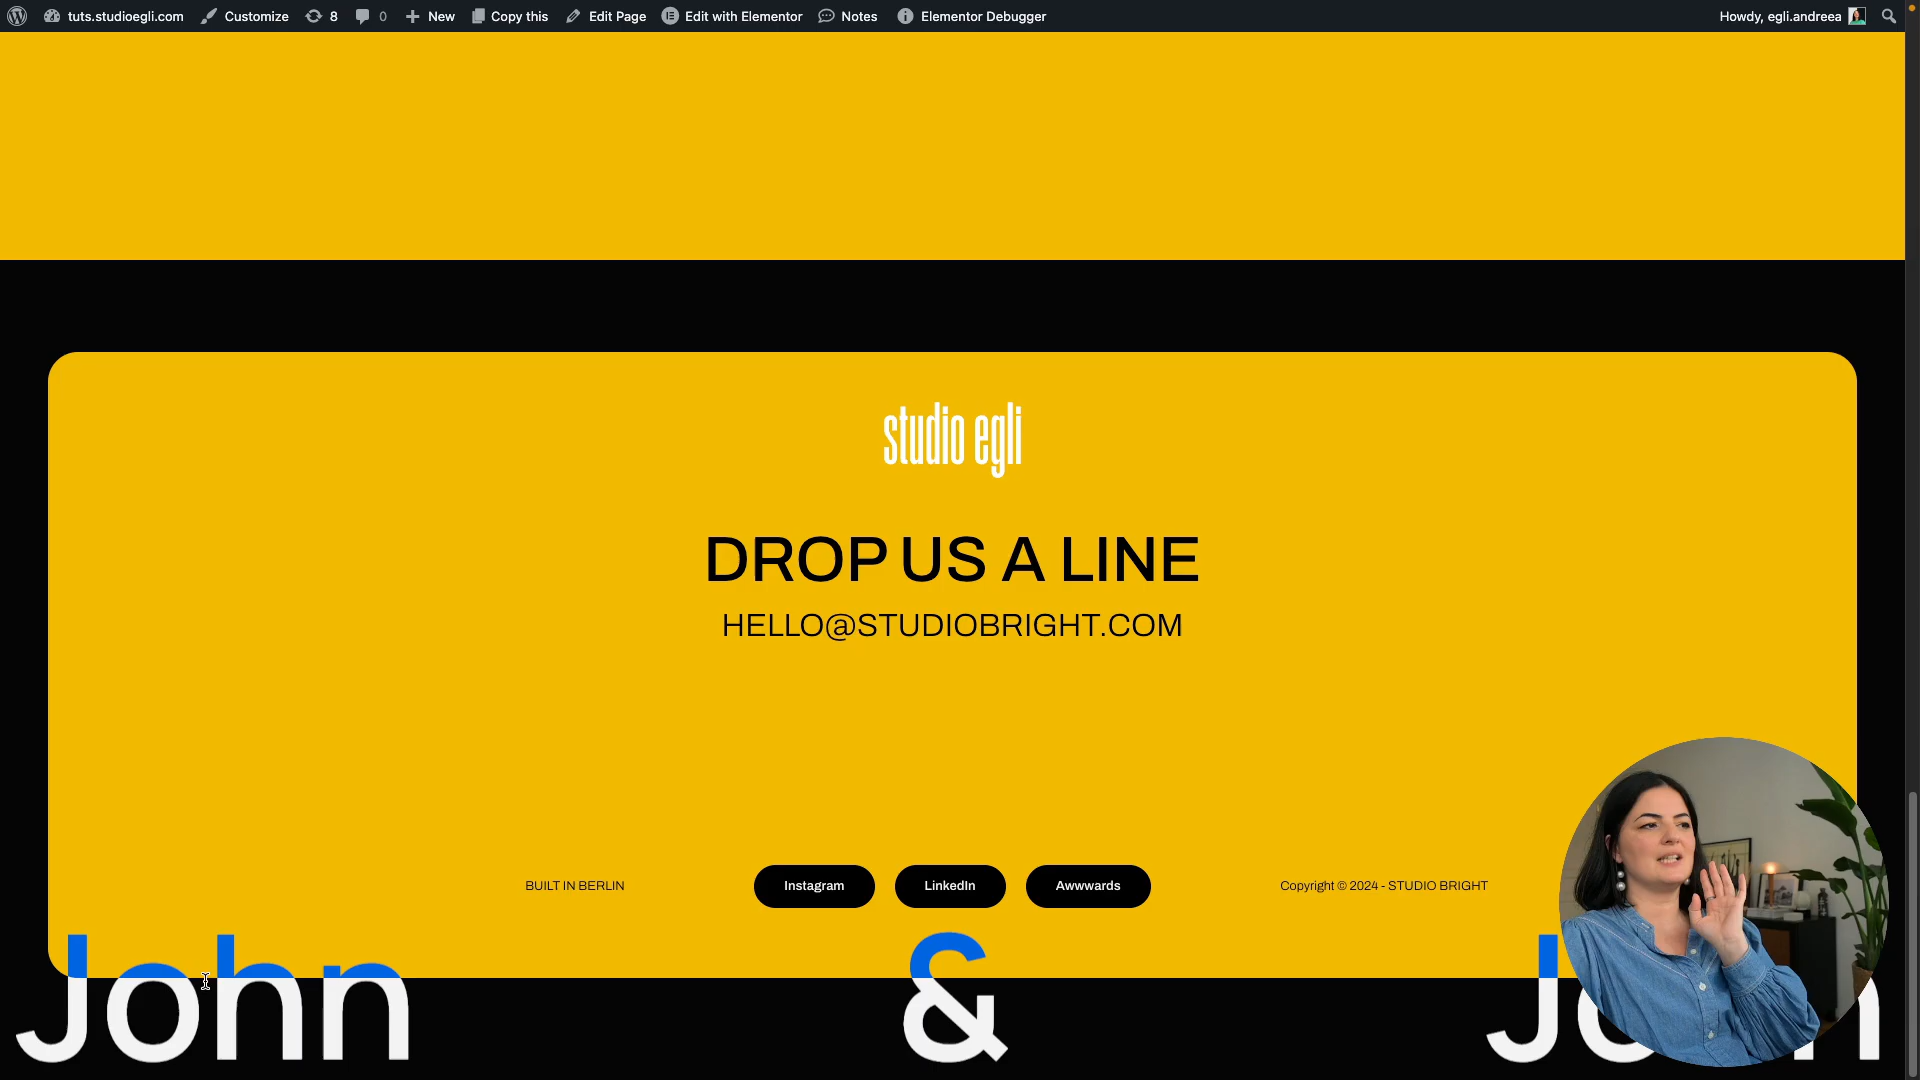 tuts.studioegli.com Customize 8 0 New Copy this Edit Page Edit with Elementor Notes Elementor Debugger Howdy, egli.andreea
studio egli
DROP US A LINE
HELLO@STUDIOBRIGHT.COM
BUILT IN BERLIN Instagram LinkedIn Awwwards Copyright © 2024 - STUDIO BRIGHT
John &